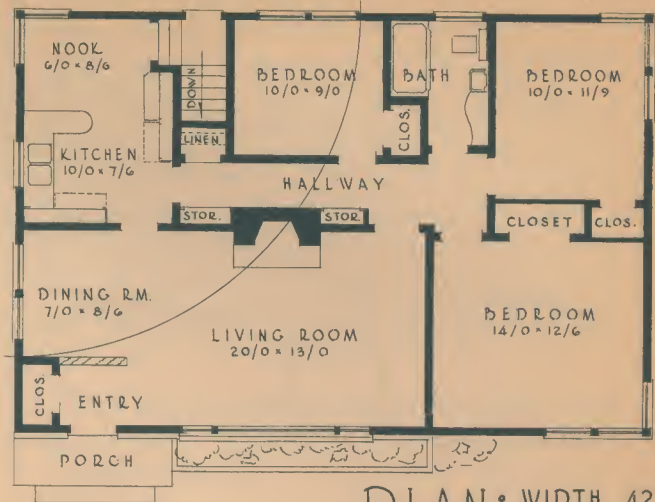 NOOK
6/0 × 8/6
DOWN
BEDROOM
10/0 × 9/0
BATH
BEDROOM
10/0 × 11/9
CLOS.
LINEN
KITCHEN
10/0 × 7/6
HALLWAY
STOR.
STOR.
CLOSET
CLOS.
DINING RM.
7/0 × 8/6
LIVING ROOM
20/0 × 13/0
BEDROOM
14/0 × 12/6
CLOS.
ENTRY
PORCH
PLAN: WIDTH 42